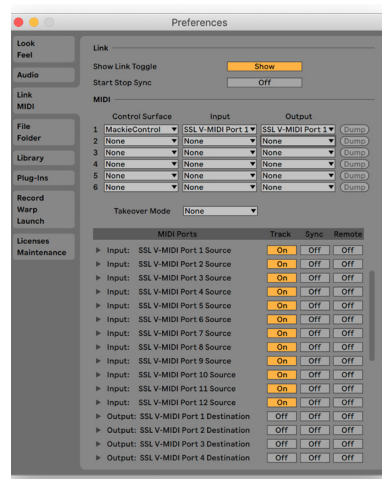 Preferences
Look
Feel
Audio
Link
MIDI
File
Folder
Library
Plug-Ins
Record
Warp
Launch
Licenses
Maintenance
Link
Show Link Toggle Show
Start Stop Sync Off
MIDI
Control Surface Input Output
1 MackieControl SSL V-MIDI Port 1 SSL V-MIDI Port 1 Dump
2 None None None Dump
3 None None None Dump
4 None None None Dump
5 None None None Dump
6 None None None Dump
Takeover Mode None
MIDI Ports Track Sync Remote
Input: SSL V-MIDI Port 1 Source On Off Off
Input: SSL V-MIDI Port 2 Source On Off Off
Input: SSL V-MIDI Port 3 Source On Off Off
Input: SSL V-MIDI Port 4 Source On Off Off
Input: SSL V-MIDI Port 5 Source On Off Off
Input: SSL V-MIDI Port 6 Source On Off Off
Input: SSL V-MIDI Port 7 Source On Off Off
Input: SSL V-MIDI Port 8 Source On Off Off
Input: SSL V-MIDI Port 9 Source On Off Off
Input: SSL V-MIDI Port 10 Source On Off Off
Input: SSL V-MIDI Port 11 Source On Off Off
Input: SSL V-MIDI Port 12 Source On Off Off
Output: SSL V-MIDI Port 1 Destination Off Off Off
Output: SSL V-MIDI Port 2 Destination Off Off Off
Output: SSL V-MIDI Port 3 Destination Off Off Off
Output: SSL V-MIDI Port 4 Destination Off Off Off